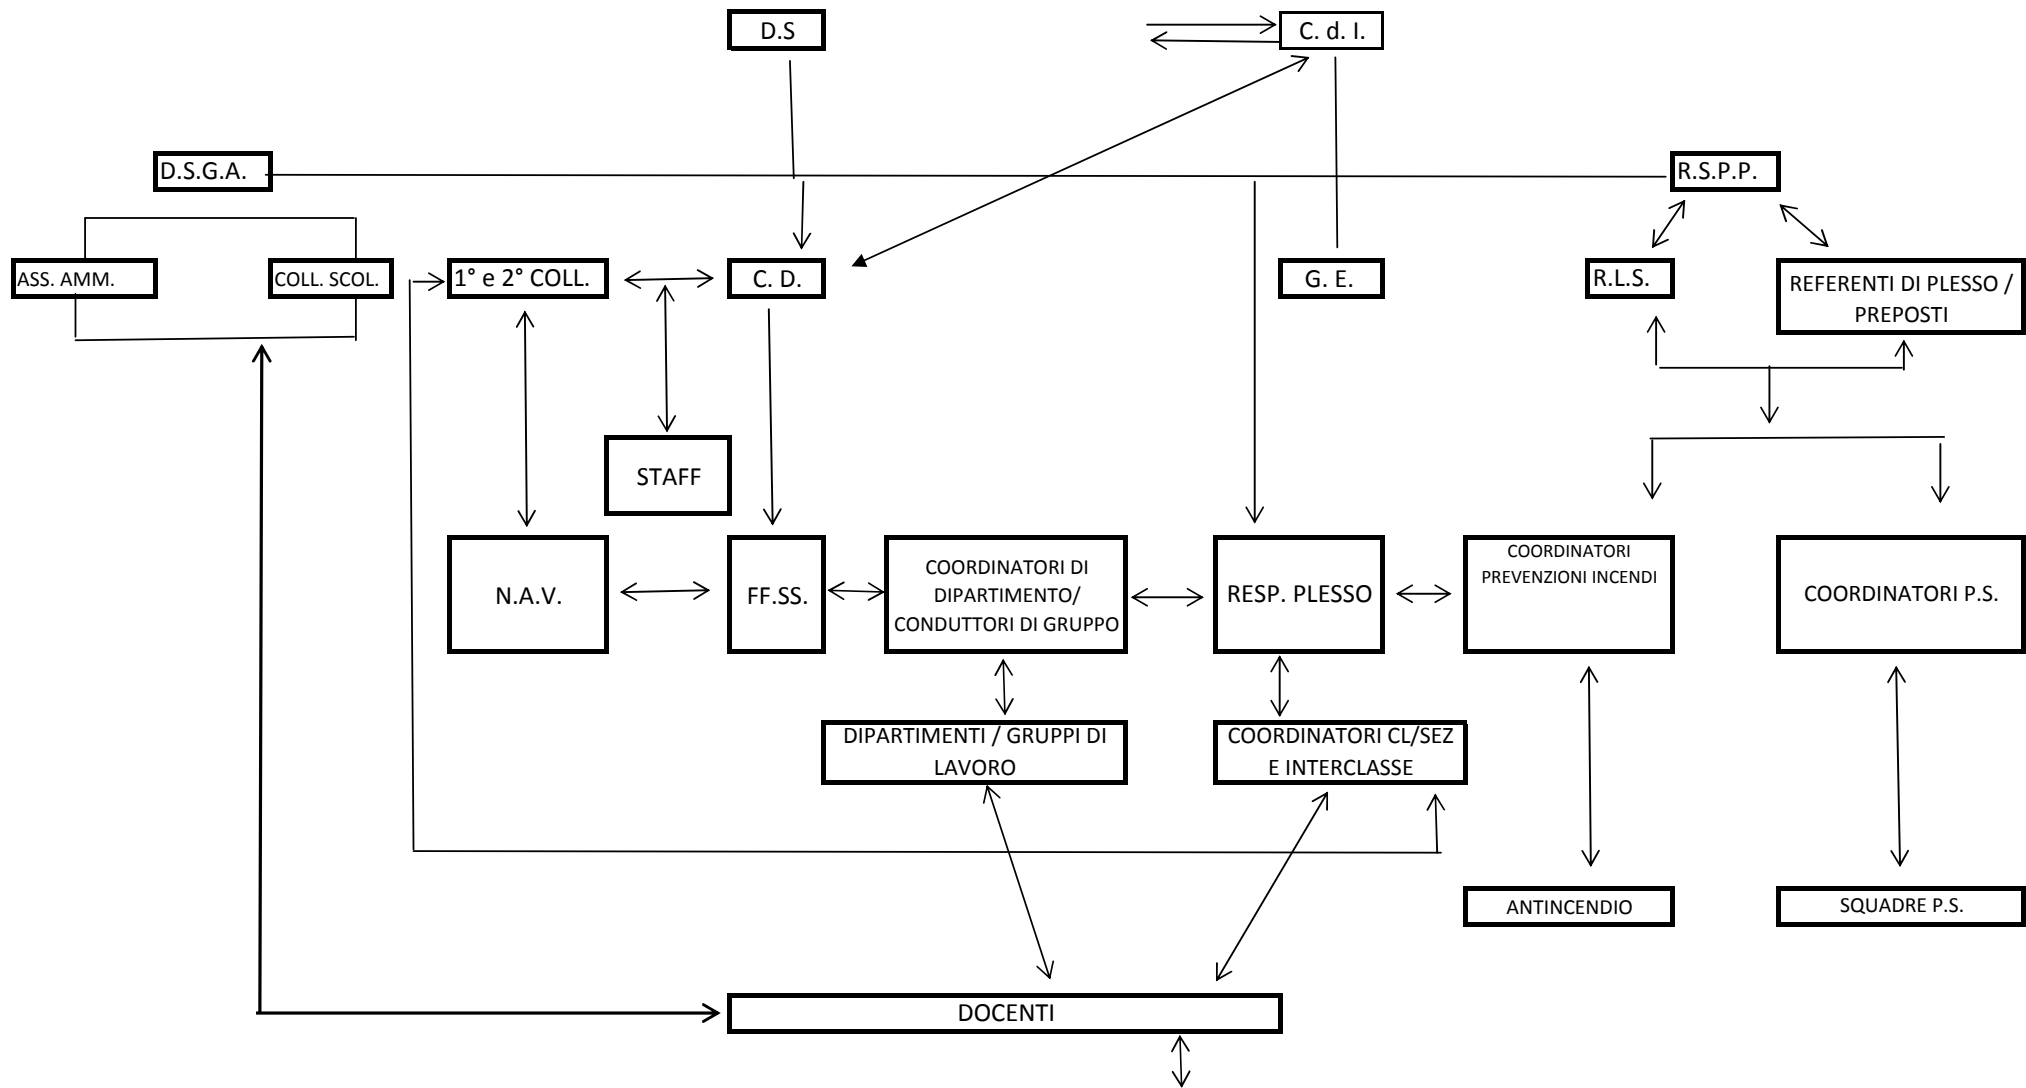 D.S
C. d. I.
D.S.G.A.
R.S.P.P.
ASS. AMM.
COLL. SCOL.
1° e 2° COLL.
C. D.
G. E.
R.L.S.
REFERENTI DI PLESSO /
PREPOSTI
STAFF
N.A.V.
FF.SS.
COORDINATORI DI
DIPARTIMENTO/
CONDUTTORI DI GRUPPO
RESP. PLESSO
COORDINATORI
PREVENZIONI INCENDI
COORDINATORI P.S.
DIPARTIMENTI / GRUPPI DI
LAVORO
COORDINATORI CL/SEZ
E INTERCLASSE
ANTINCENDIO
SQUADRE P.S.
DOCENTI